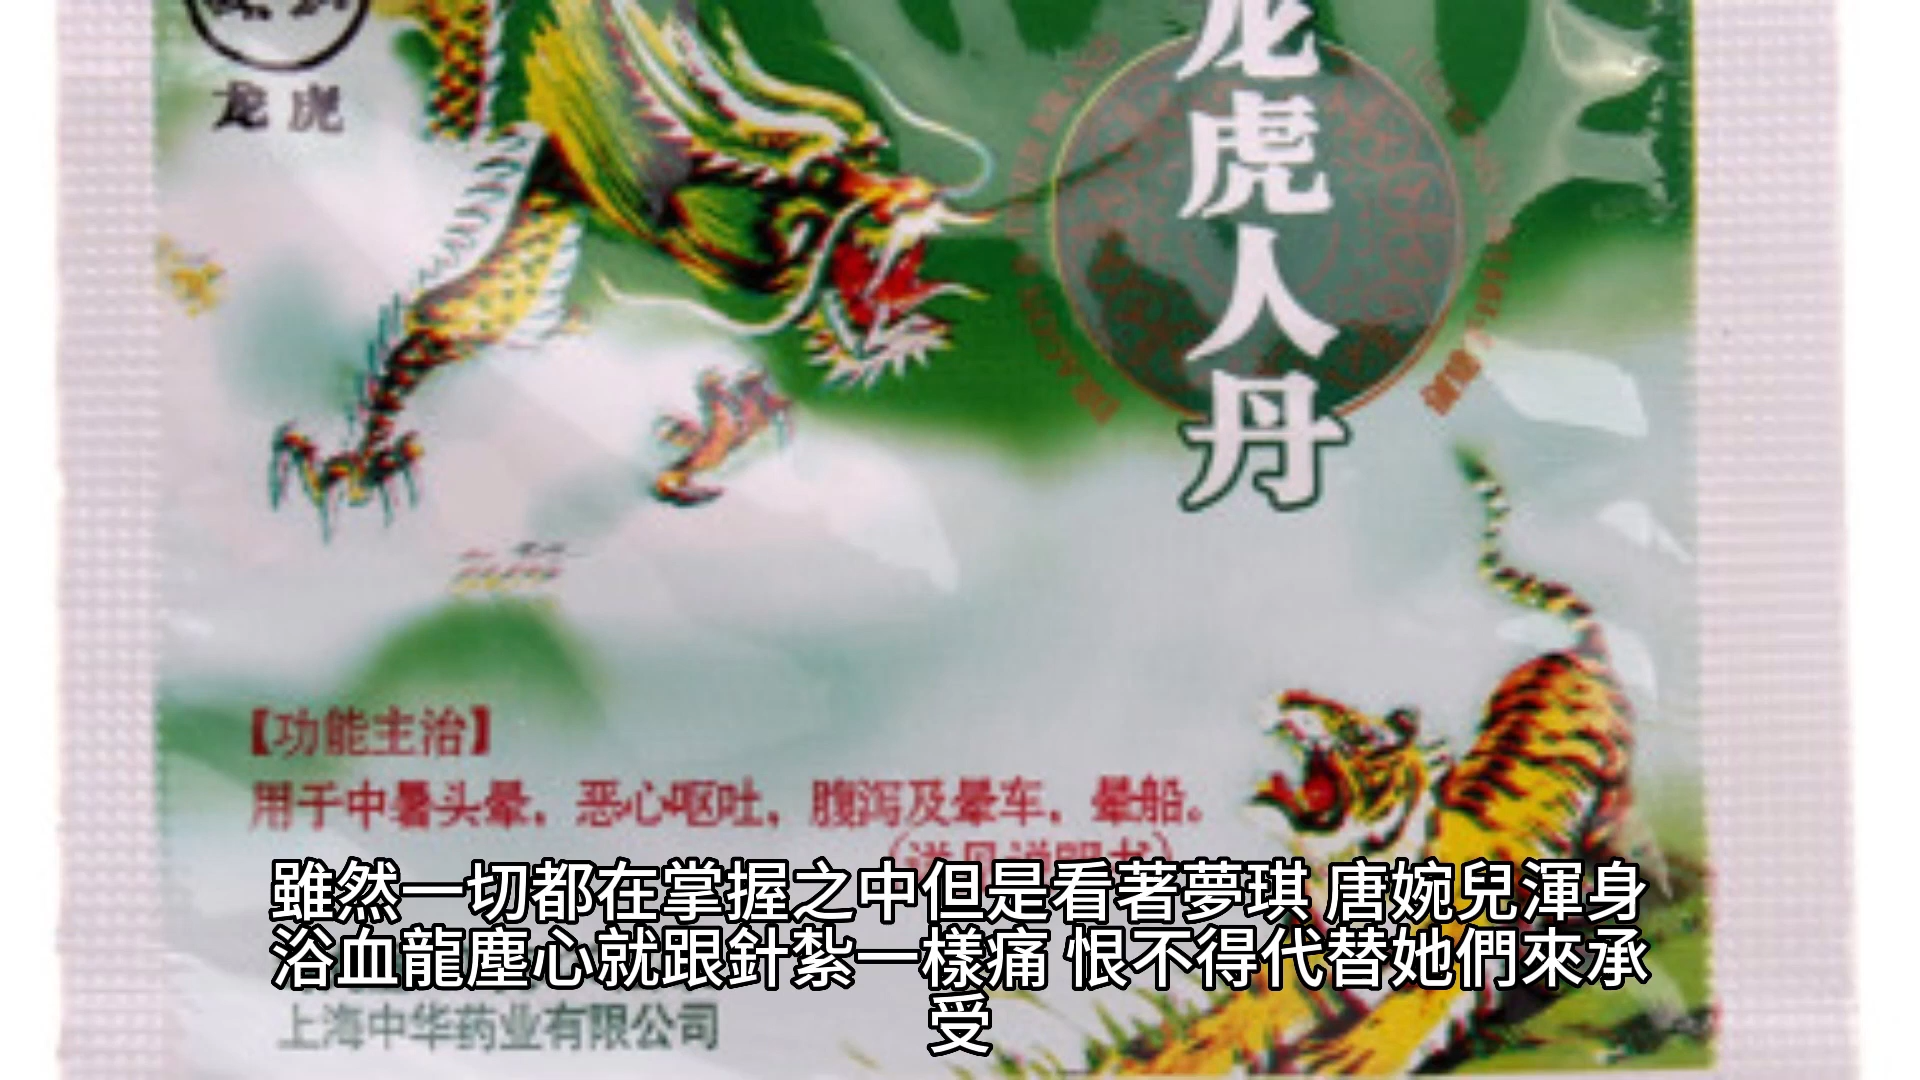 龙虎
龙虎人丹
【功能主治】
用于中暑头晕，恶心呕吐，腹泻及晕车，晕船。
雖然一切都在掌握之中但是看著夢琪 唐婉兒渾身
浴血龍塵心就跟針紮一樣痛 恨不得代替她們來承
受
上海中华药业有限公司